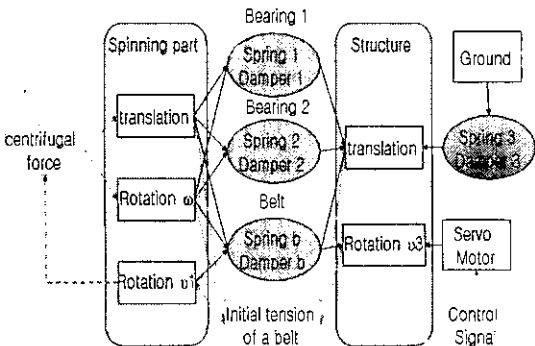 Bearing 1
Spinning part
Structure
Spring 1
Damper 1
Ground
Bearing 2
translation
Spring 2
Damper 2
translation
Spring 3
Damper 3
centrifugal
force
Rotation ω
Belt
Spring b
Damper b
Rotation υ3
Servo
Motor
Rotation υ1
Initial tension
of a belt
Control
Signal